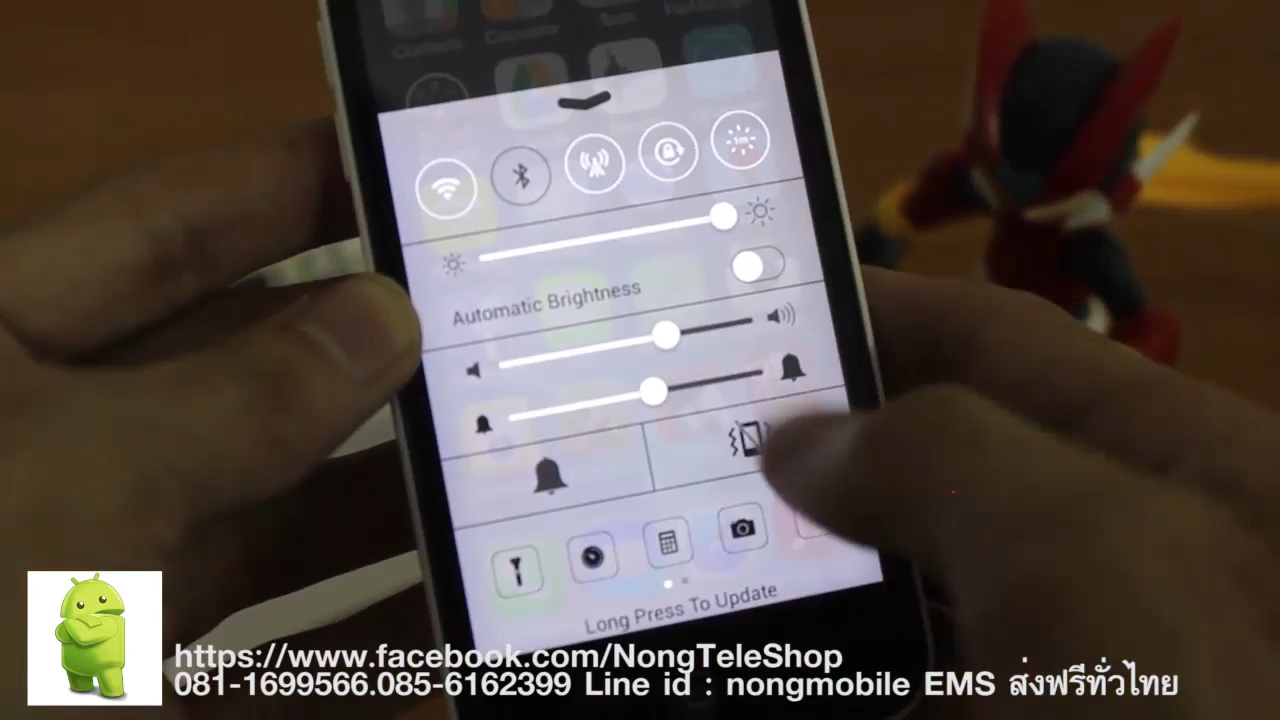 1m
Automatic Brightness
Long Press To Update
https://www.facebook.com/NongTeleShop
081-1699566.085-6162399 Line id : nongmobile EMS ส่งฟรีทั่วไทย